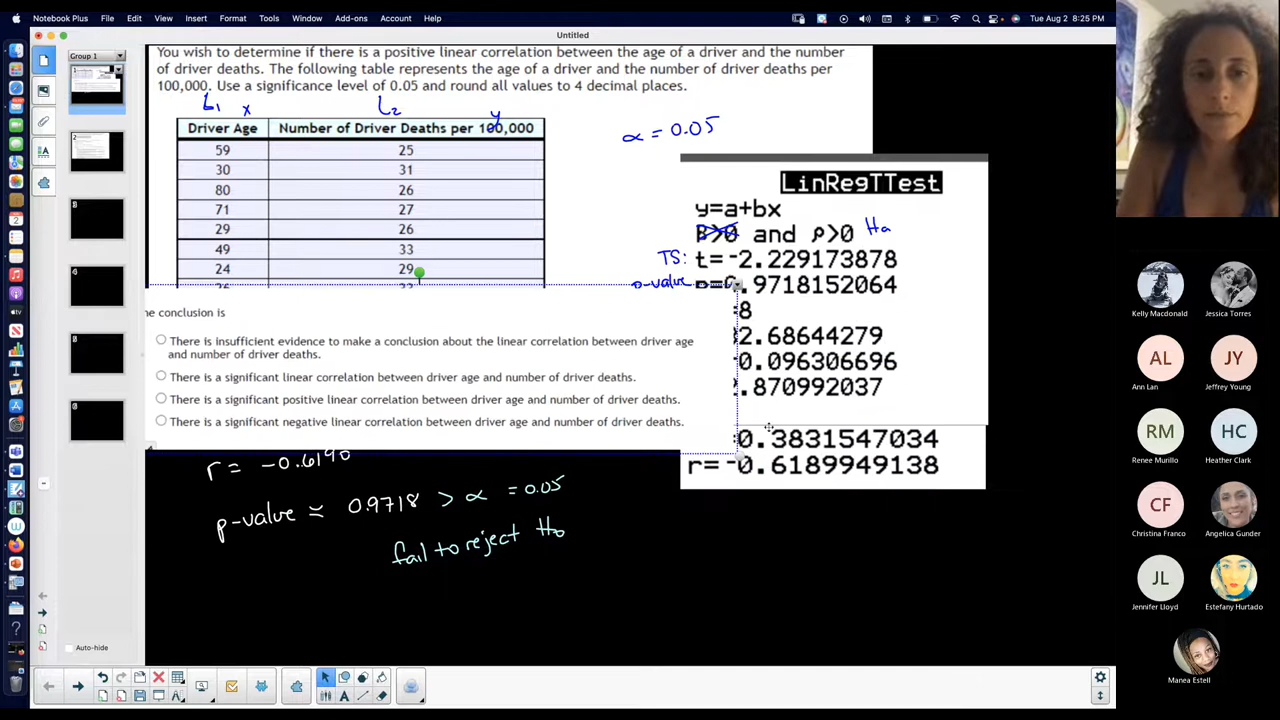 Notebook Plus File Edit View Insert Format Tools Window Add-ons Account Help Tue Aug 2 8:25 PM
Untitled
Group 1
You wish to determine if there is a positive linear correlation between the age of a driver and the number
of driver deaths. The following table represents the age of a driver and the number of driver deaths per
100,000. Use a significance level of 0.05 and round all values to 4 decimal places.
L1 x L2 y
α = 0.05
Driver Age Number of Driver Deaths per 100,000
59 25
30 31
80 26
71 27
29 26
49 33
24 29
LinRegTTest
y=a+bx
β>0 and ρ>0 Ha
TS: t=-2.229173878
p-value .9718152064
=8
2.68644279
0.096306696
.870992037
0.3831547034
r=-0.6189949138
he conclusion is
There is insufficient evidence to make a conclusion about the linear correlation between driver age
and number of driver deaths.
There is a significant linear correlation between driver age and number of driver deaths.
There is a significant positive linear correlation between driver age and number of driver deaths.
There is a significant negative linear correlation between driver age and number of driver deaths.
r = -0.6190
p-value ≈ 0.9718 > α = 0.05
fail to reject Ho
Auto-hide
Kelly Macdonald
Jessica Torres
AL
Ann Lan
JY
Jeffrey Young
RM
Renee Murillo
HC
Heather Clark
CF
Christina Franco
Angelica Gunder
JL
Jennifer Lloyd
Estefany Hurtado
Manea Estell